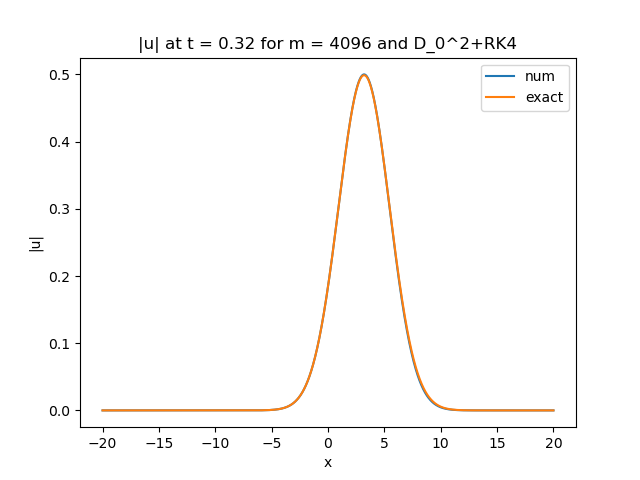 |u| at t = 0.32 for m = 4096 and D_0^2+RK4
num
exact
0.5
0.4
0.3
0.2
0.1
0.0
|u|
−20 −15 −10 −5 0 5 10 15 20
x